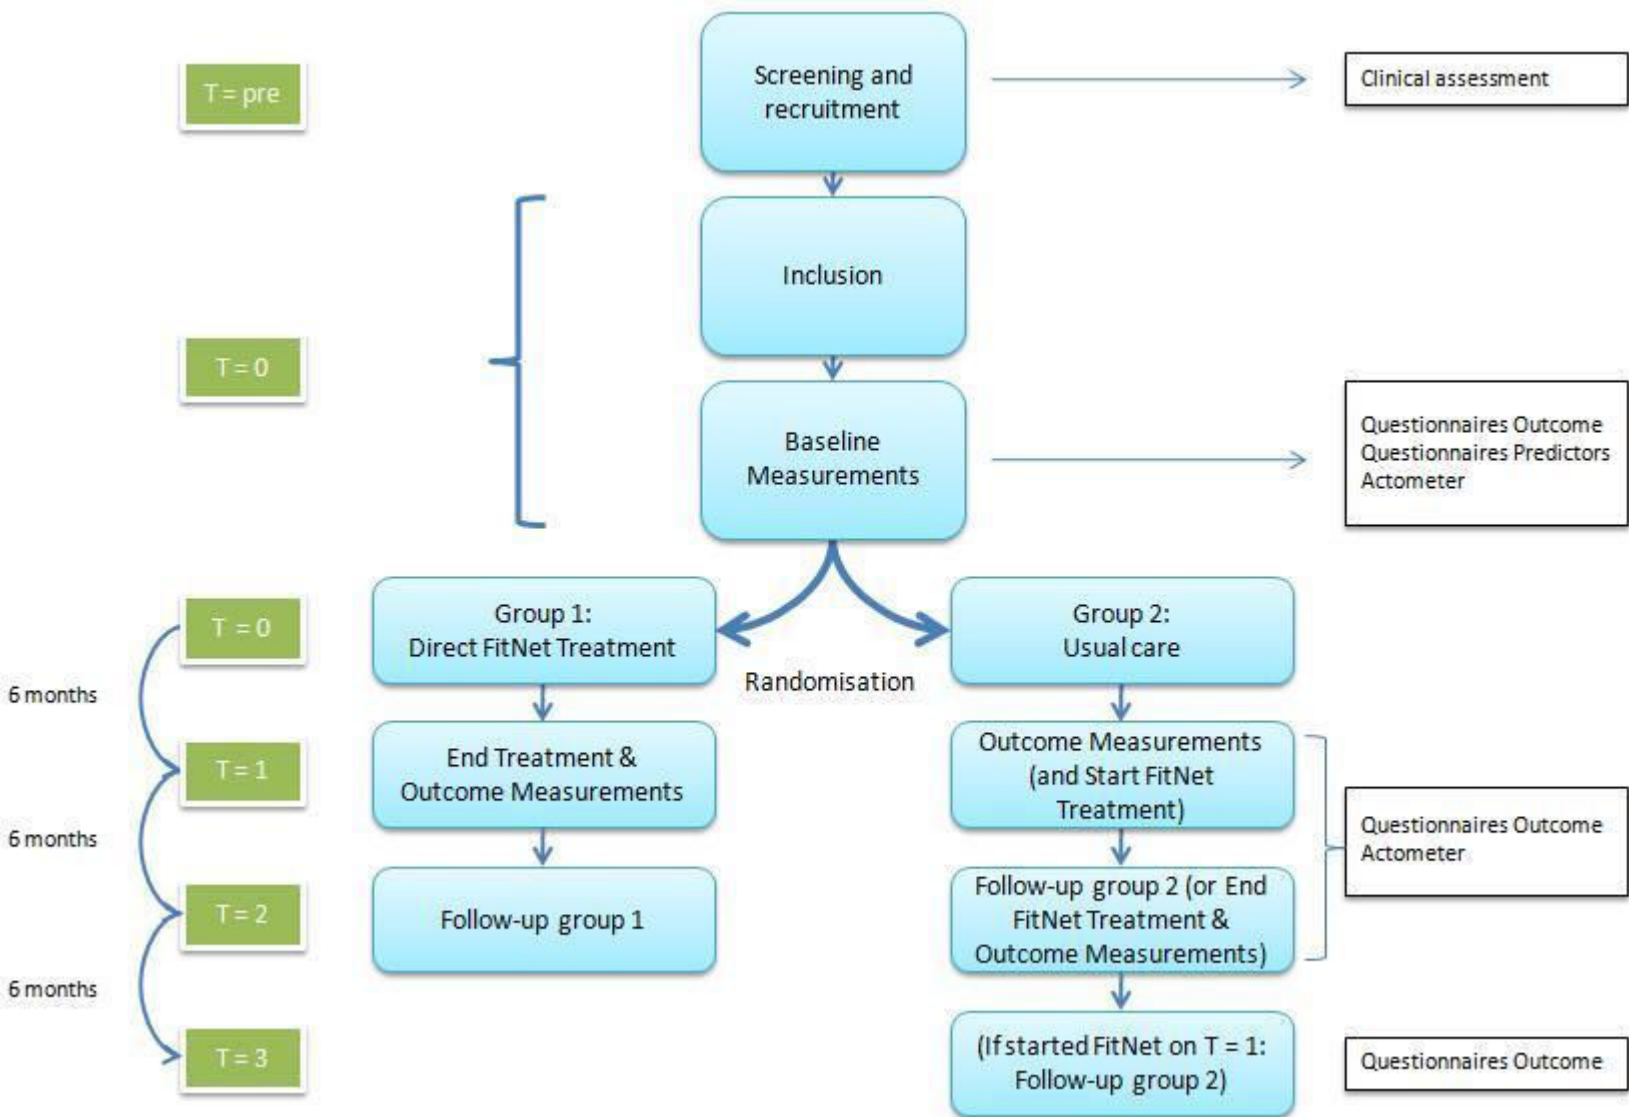 T = pre
Screening and
recruitment
Clinical assessment
Inclusion
T = 0
Baseline
Measurements
Questionnaires Outcome
Questionnaires Predictors
Actometer
T = 0
Group 1:
Direct FitNet Treatment
Group 2:
Usual care
Randomisation
6 months
T = 1
End Treatment &
Outcome Measurements
Outcome Measurements
(and Start FitNet
Treatment)
Questionnaires Outcome
Actometer
6 months
T = 2
Follow-up group 1
Follow-up group 2 (or End
FitNet Treatment &
Outcome Measurements)
6 months
T = 3
(If started FitNet on T = 1:
Follow-up group 2)
Questionnaires Outcome